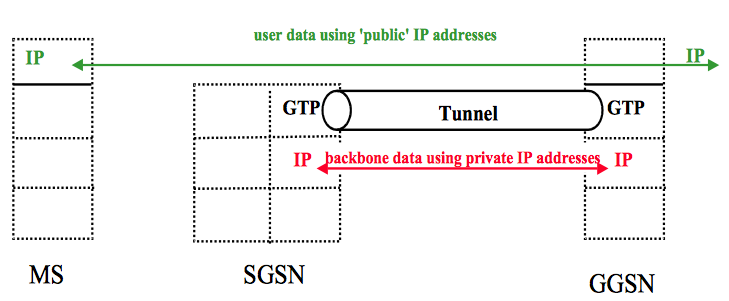 user data using 'public' IP addresses
IP IP
GTP Tunnel GTP
IP backbone data using private IP addresses IP
MS SGSN GGSN